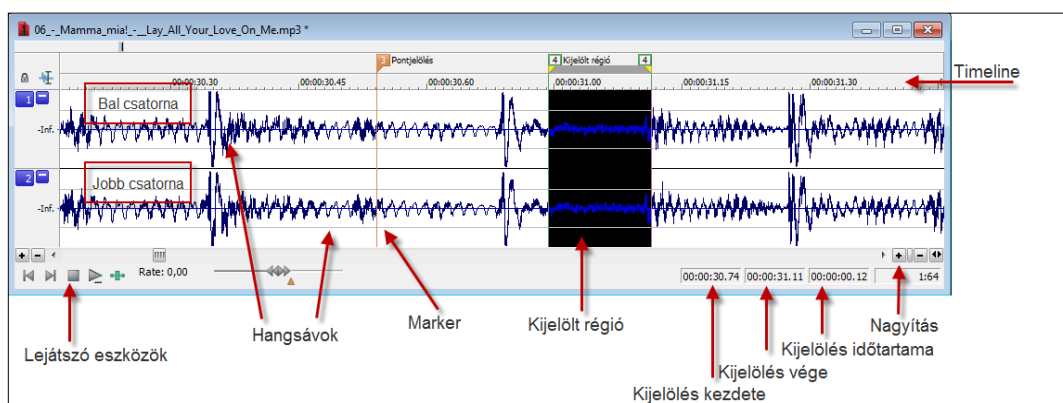 06_-_Mamma_mia!_-__Lay_All_Your_Love_On_Me.mp3 *
3 Pontjelölés
4 Kijelölt régió 4
,00:00:30.30 ,00:00:30.45 ,00:00:30.60 ,00:00:31.00 ,00:00:31.15 ,00:00:31.30
Timeline
1
Bal csatorna
-Inf.
2
Jobb csatorna
-Inf.
Rate: 0,00
00:00:30.74 00:00:31.11 00:00:00.12 1:64
Lejátszó eszközök
Hangsávok
Marker
Kijelölt régió
Nagyítás
Kijelölés időtartama
Kijelölés vége
Kijelölés kezdete